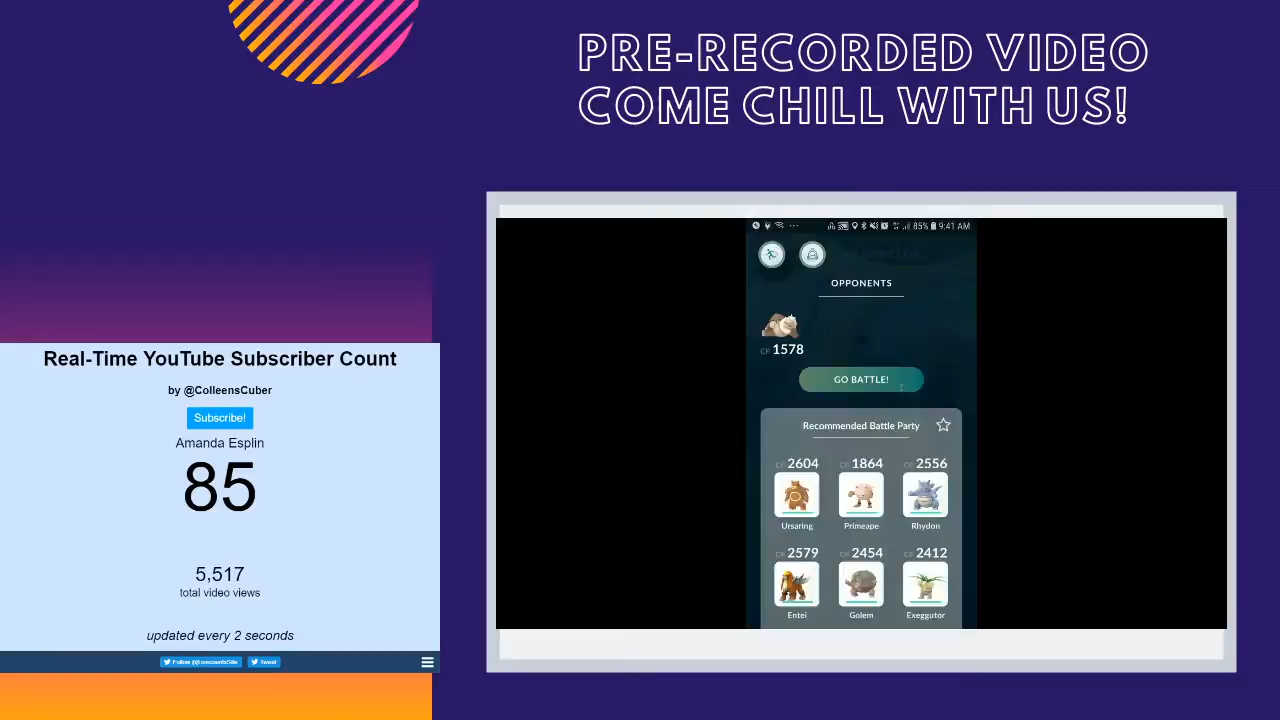 PRE-RECORDED VIDEO
COME CHILL WITH US!
Real-Time YouTube Subscriber Count
by @ColleensCuber
Subscribe!
Amanda Esplin
85
5,517
total video views
updated every 2 seconds
Follow @LivecountsSite
Tweet
85% 9:41 AM
OPPONENTS
CP 1578
GO BATTLE!
Recommended Battle Party
CP 2604 CP 1864 CP 2556
Ursaring Primeape Rhydon
CP 2579 CP 2454 CP 2412
Entei Golem Exeggutor